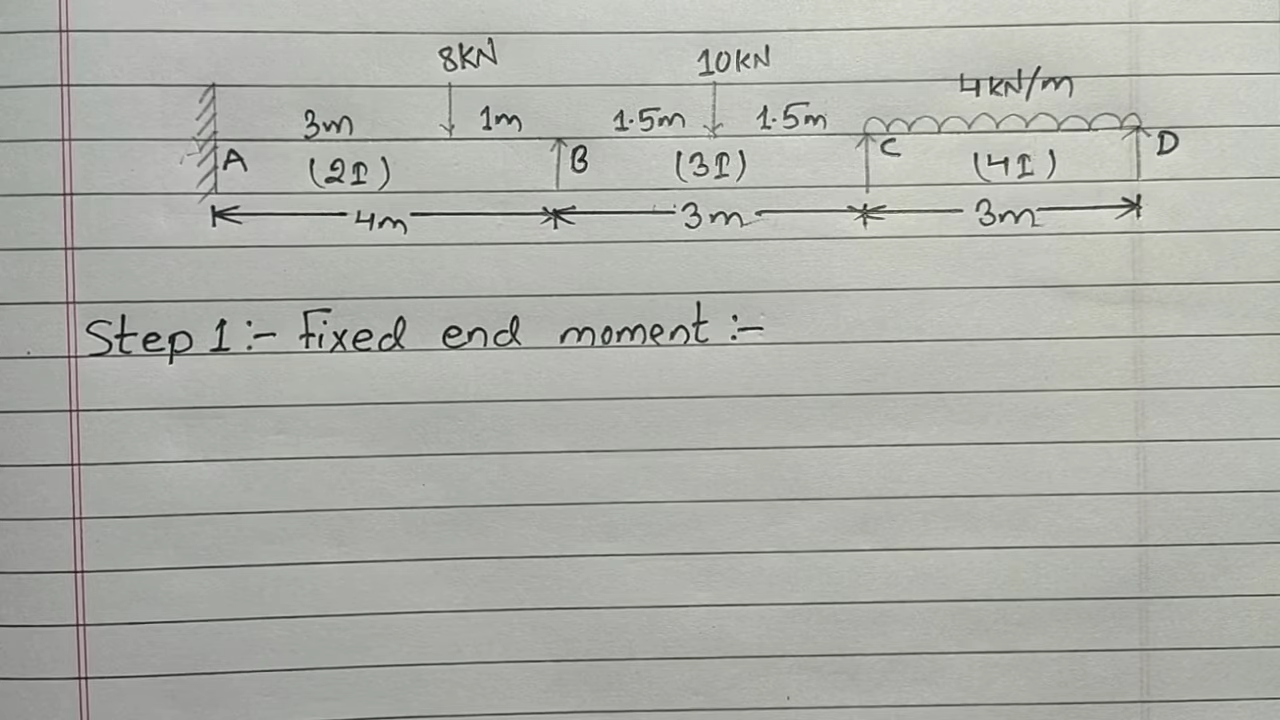 8KN 10KN 4KN/m
3m 1m 1.5m 1.5m
A (2I) B (3I) C (4I) D
4m 3m 3m
Step 1:- Fixed end moment :-